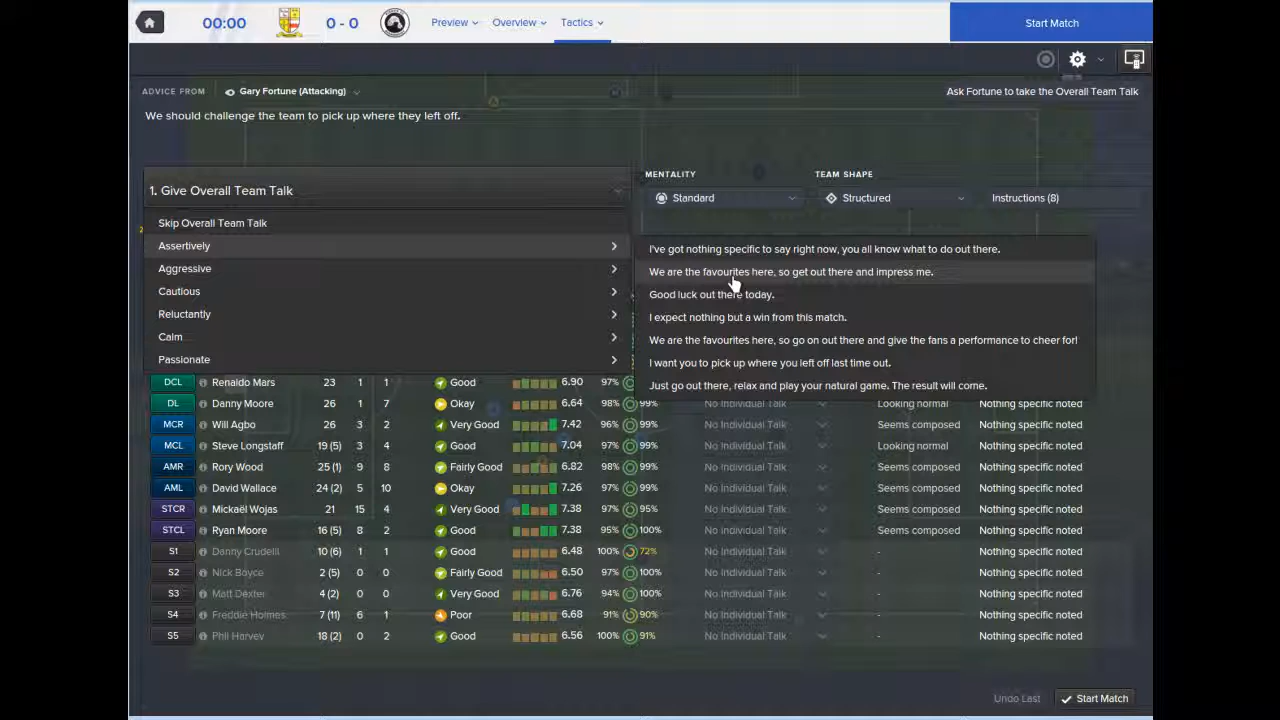 00:00 0 - 0 Preview Overview Tactics Start Match
ADVICE FROM Gary Fortune (Attacking) Ask Fortune to take the Overall Team Talk
We should challenge the team to pick up where they left off.
MENTALITY TEAM SHAPE
1. Give Overall Team Talk Standard Structured Instructions (8)
Skip Overall Team Talk
Assertively
Aggressive
Cautious
Reluctantly
Calm
Passionate
I've got nothing specific to say right now, you all know what to do out there.
We are the favourites here, so get out there and impress me.
Good luck out there today.
I expect nothing but a win from this match.
We are the favourites here, so go on out there and give the fans a performance to cheer for!
I want you to pick up where you left off last time out.
Just go out there, relax and play your natural game. The result will come.
DCL Renaldo Mars 23 1 1 Good 6.90 97%
DL Danny Moore 26 1 7 Okay 6.64 98% 99% No Individual Talk Looking normal Nothing specific noted
MCR Will Agbo 26 3 2 Very Good 7.42 96% 99% No Individual Talk Seems composed Nothing specific noted
MCL Steve Longstaff 19 (5) 3 4 Good 7.04 97% 99% No Individual Talk Looking normal Nothing specific noted
AMR Rory Wood 25 (1) 9 8 Fairly Good 6.82 98% 99% No Individual Talk Seems composed Nothing specific noted
AML David Wallace 24 (2) 5 10 Okay 7.26 97% 99% No Individual Talk Seems composed Nothing specific noted
STCR Mickaël Wojas 21 15 4 Very Good 7.38 97% 95% No Individual Talk Seems composed Nothing specific noted
STCL Ryan Moore 16 (5) 8 2 Good 7.38 95% 100% No Individual Talk Seems composed Nothing specific noted
S1 Danny Crudelli 10 (6) 1 1 Good 6.48 100% 72% No Individual Talk - Nothing specific noted
S2 Nick Boyce 2 (5) 0 0 Fairly Good 6.50 97% 100% No Individual Talk - Nothing specific noted
S3 Matt Dexter 4 (2) 0 0 Very Good 6.76 94% 100% No Individual Talk - Nothing specific noted
S4 Freddie Holmes 7 (11) 6 1 Poor 6.68 91% 90% No Individual Talk - Nothing specific noted
S5 Phil Harvey 18 (2) 0 2 Good 6.56 100% 91% No Individual Talk - Nothing specific noted
Undo Last Start Match